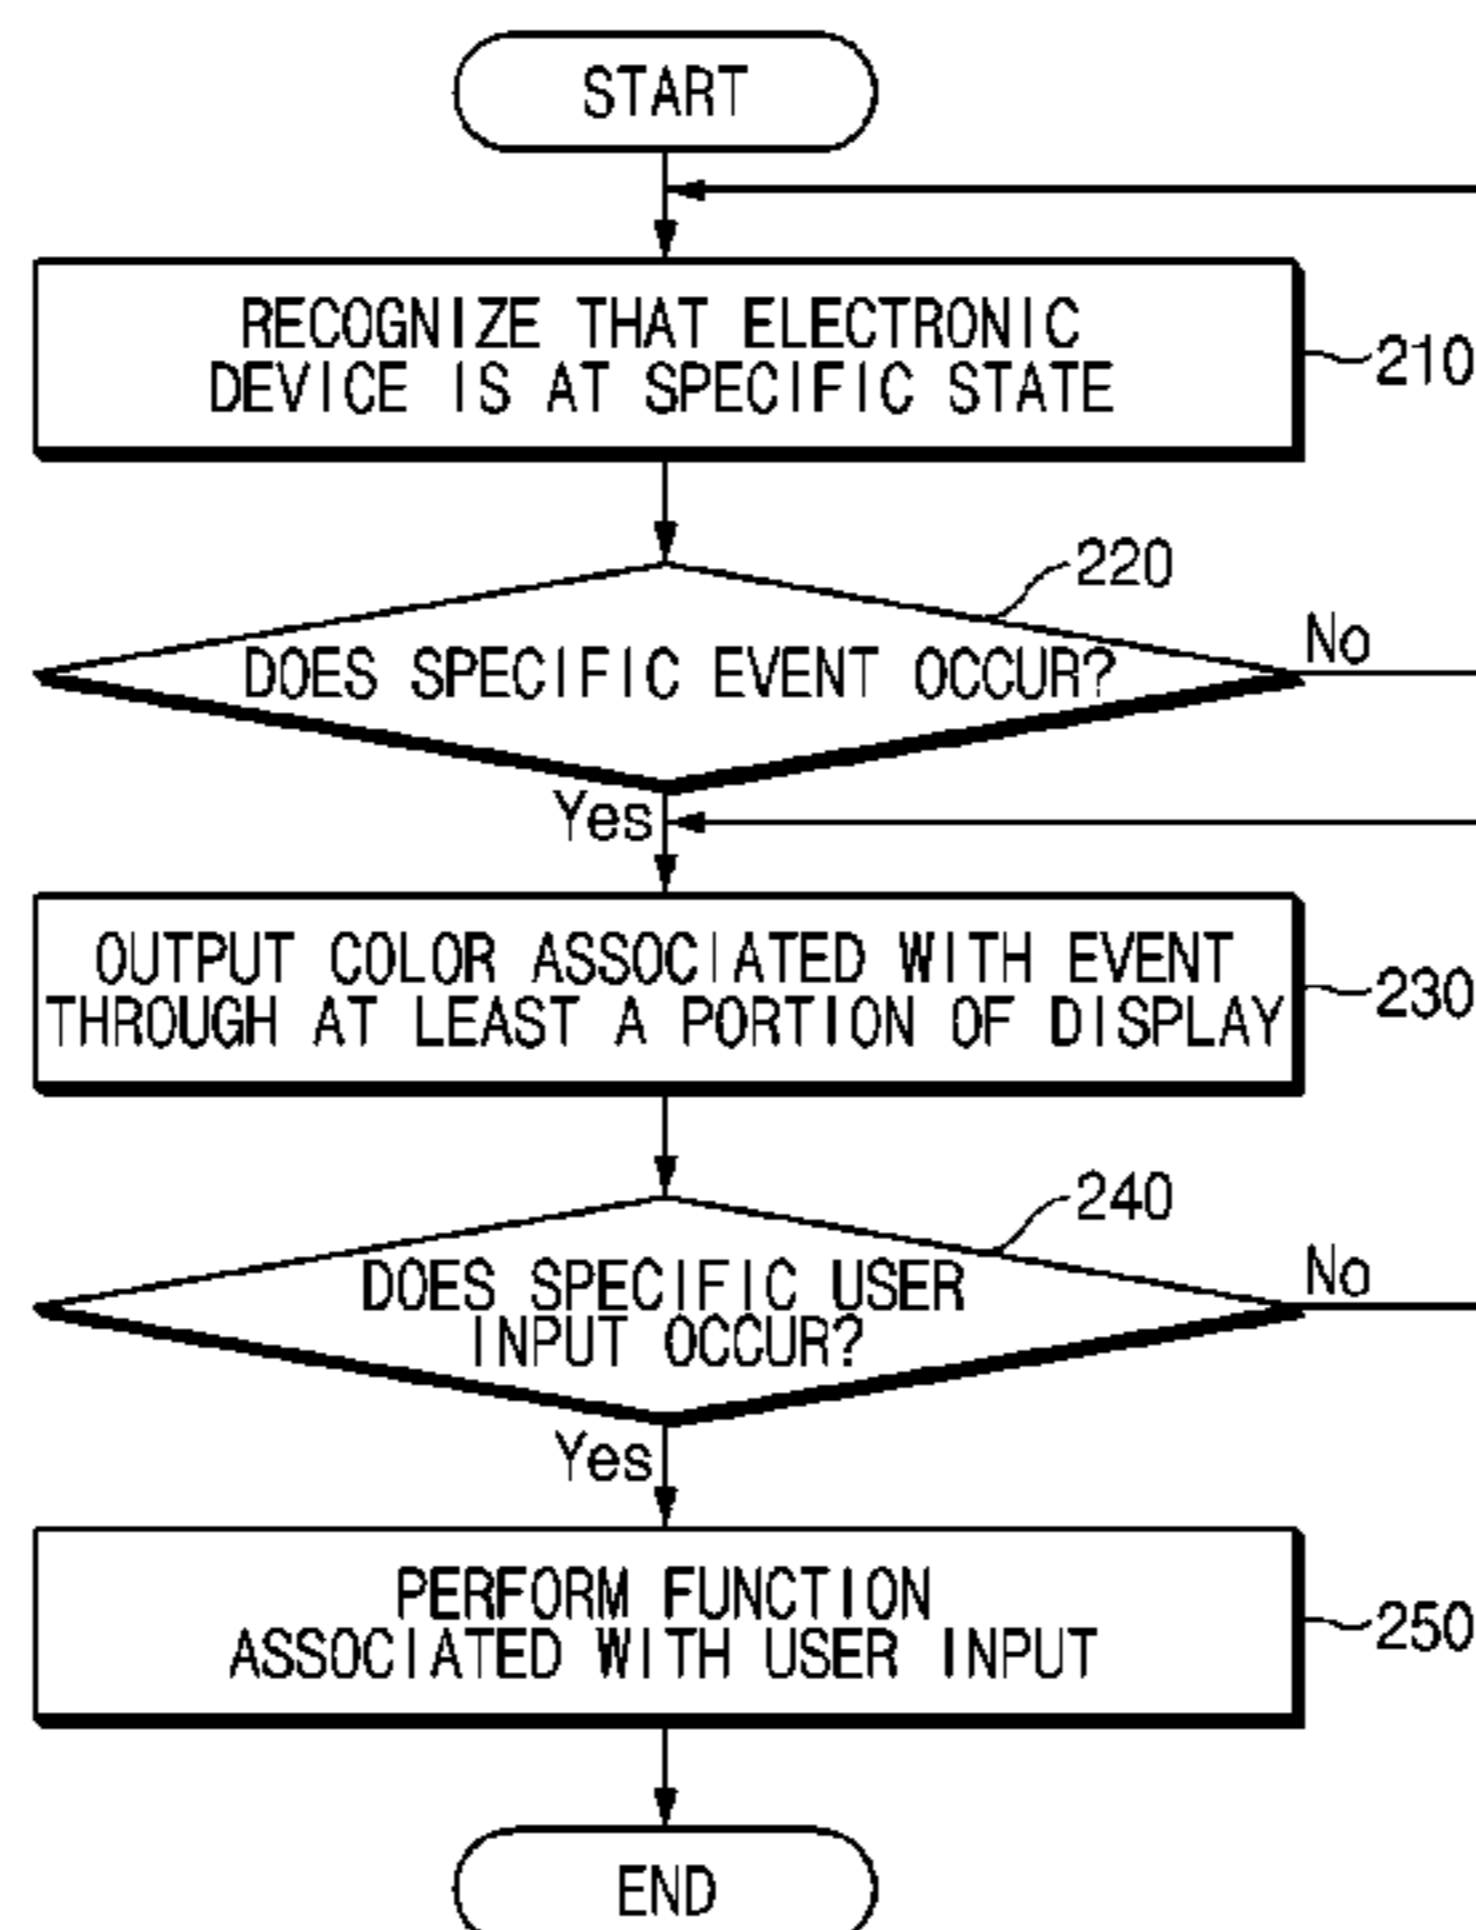 START
RECOGNIZE THAT ELECTRONIC
DEVICE IS AT SPECIFIC STATE
210
220
DOES SPECIFIC EVENT OCCUR?
No
Yes
OUTPUT COLOR ASSOCIATED WITH EVENT
THROUGH AT LEAST A PORTION OF DISPLAY
230
240
DOES SPECIFIC USER
INPUT OCCUR?
No
Yes
PERFORM FUNCTION
ASSOCIATED WITH USER INPUT
250
END